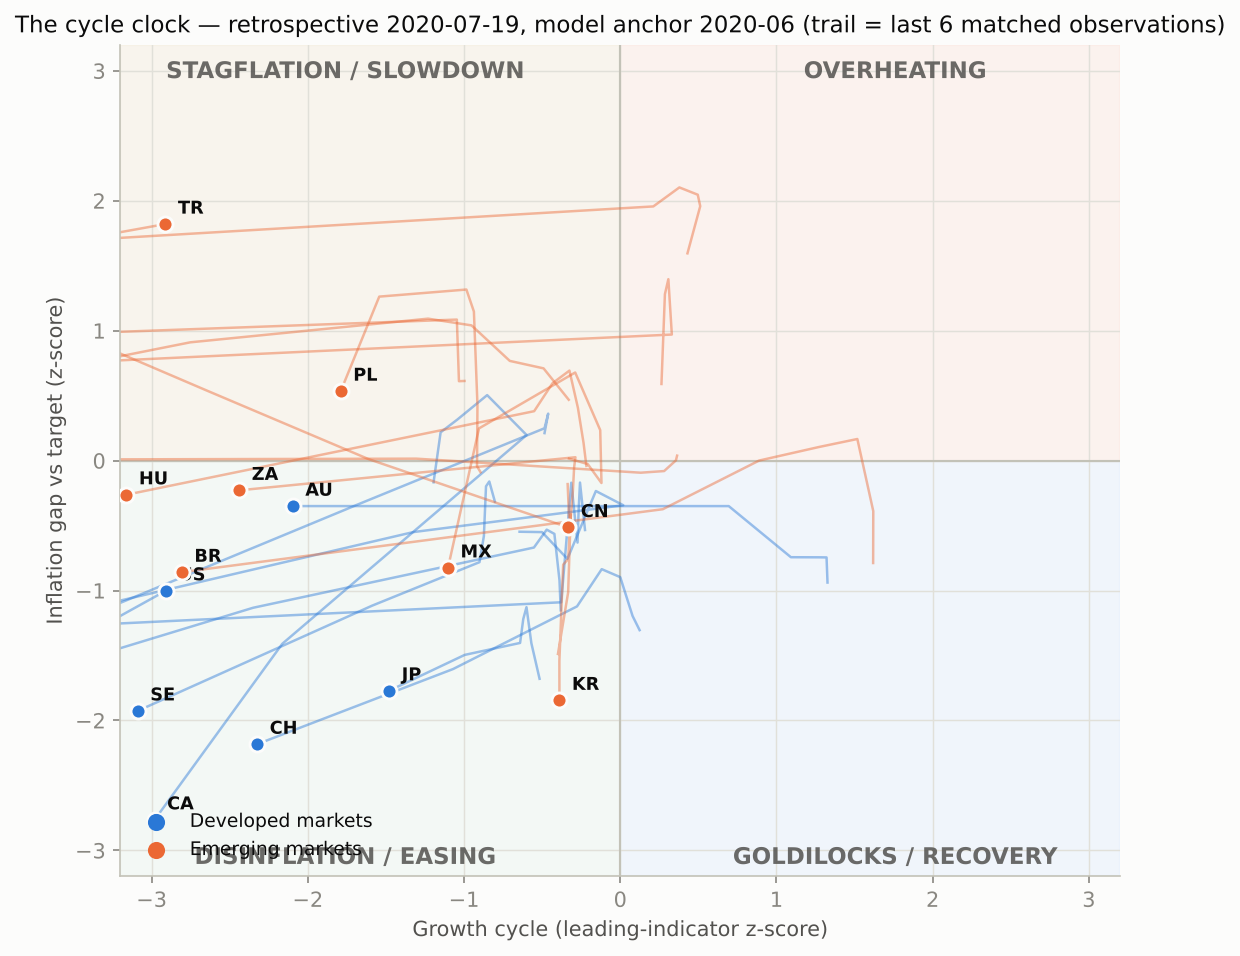 The cycle clock — retrospective 2020-07-19, model anchor 2020-06 (trail = last 6 matched observations)
STAGFLATION / SLOWDOWN
OVERHEATING
3
2
1
0
−1
−2
−3
Inflation gap vs target (z-score)
TR
PL
HU
ZA
AU
CN
BR
S
MX
JP
KR
SE
CH
CA
Developed markets
Emerging markets
DISINFLATION / EASING
GOLDILOCKS / RECOVERY
−3
−2
−1
0
1
2
3
Growth cycle (leading-indicator z-score)